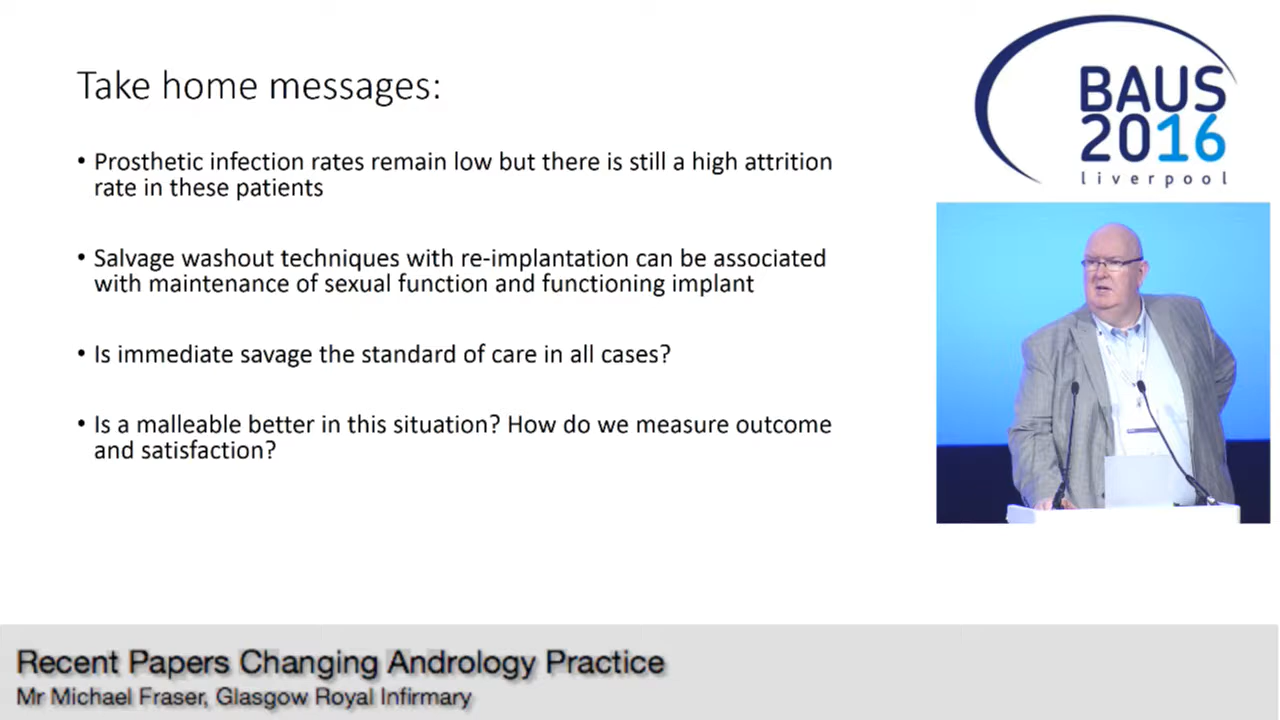 Take home messages:
• Prosthetic infection rates remain low but there is still a high attrition
rate in these patients
• Salvage washout techniques with re-implantation can be associated
with maintenance of sexual function and functioning implant
• Is immediate savage the standard of care in all cases?
• Is a malleable better in this situation? How do we measure outcome
and satisfaction?
BAUS
2016
liverpool
Recent Papers Changing Andrology Practice
Mr Michael Fraser, Glasgow Royal Infirmary